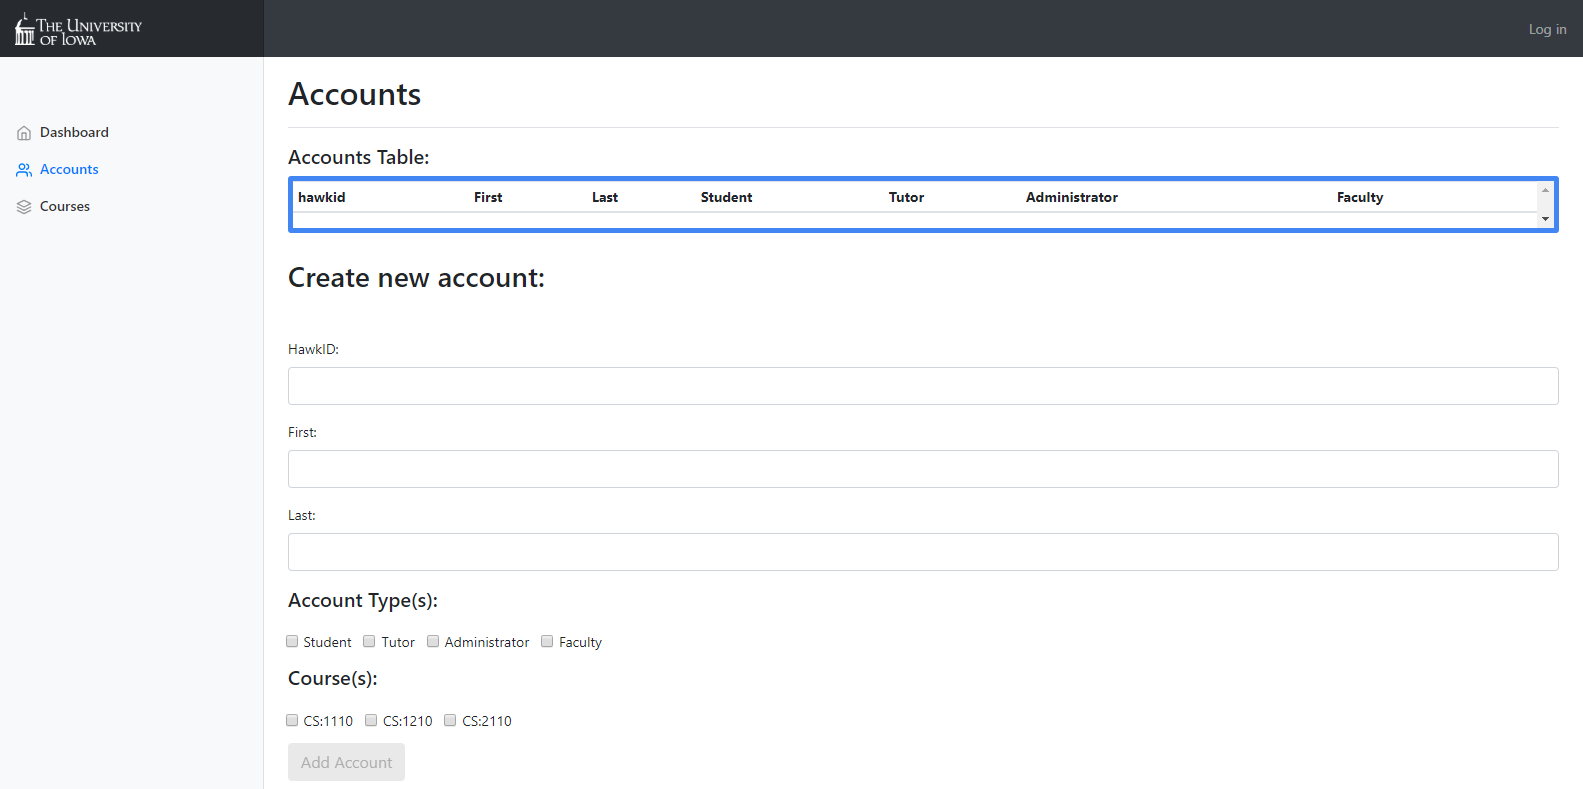 THE UNIVERSITY
OF IOWA
Log in
Dashboard
Accounts
Courses
Accounts
Accounts Table:
hawkid First Last Student Tutor Administrator Faculty
Create new account:
HawkID:
First:
Last:
Account Type(s):
Student Tutor Administrator Faculty
Course(s):
CS:1110 CS:1210 CS:2110
Add Account